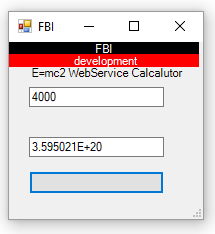 FBI
FBI
development
E=mc2 WebService Calcalutor
4000
3.595021E+20